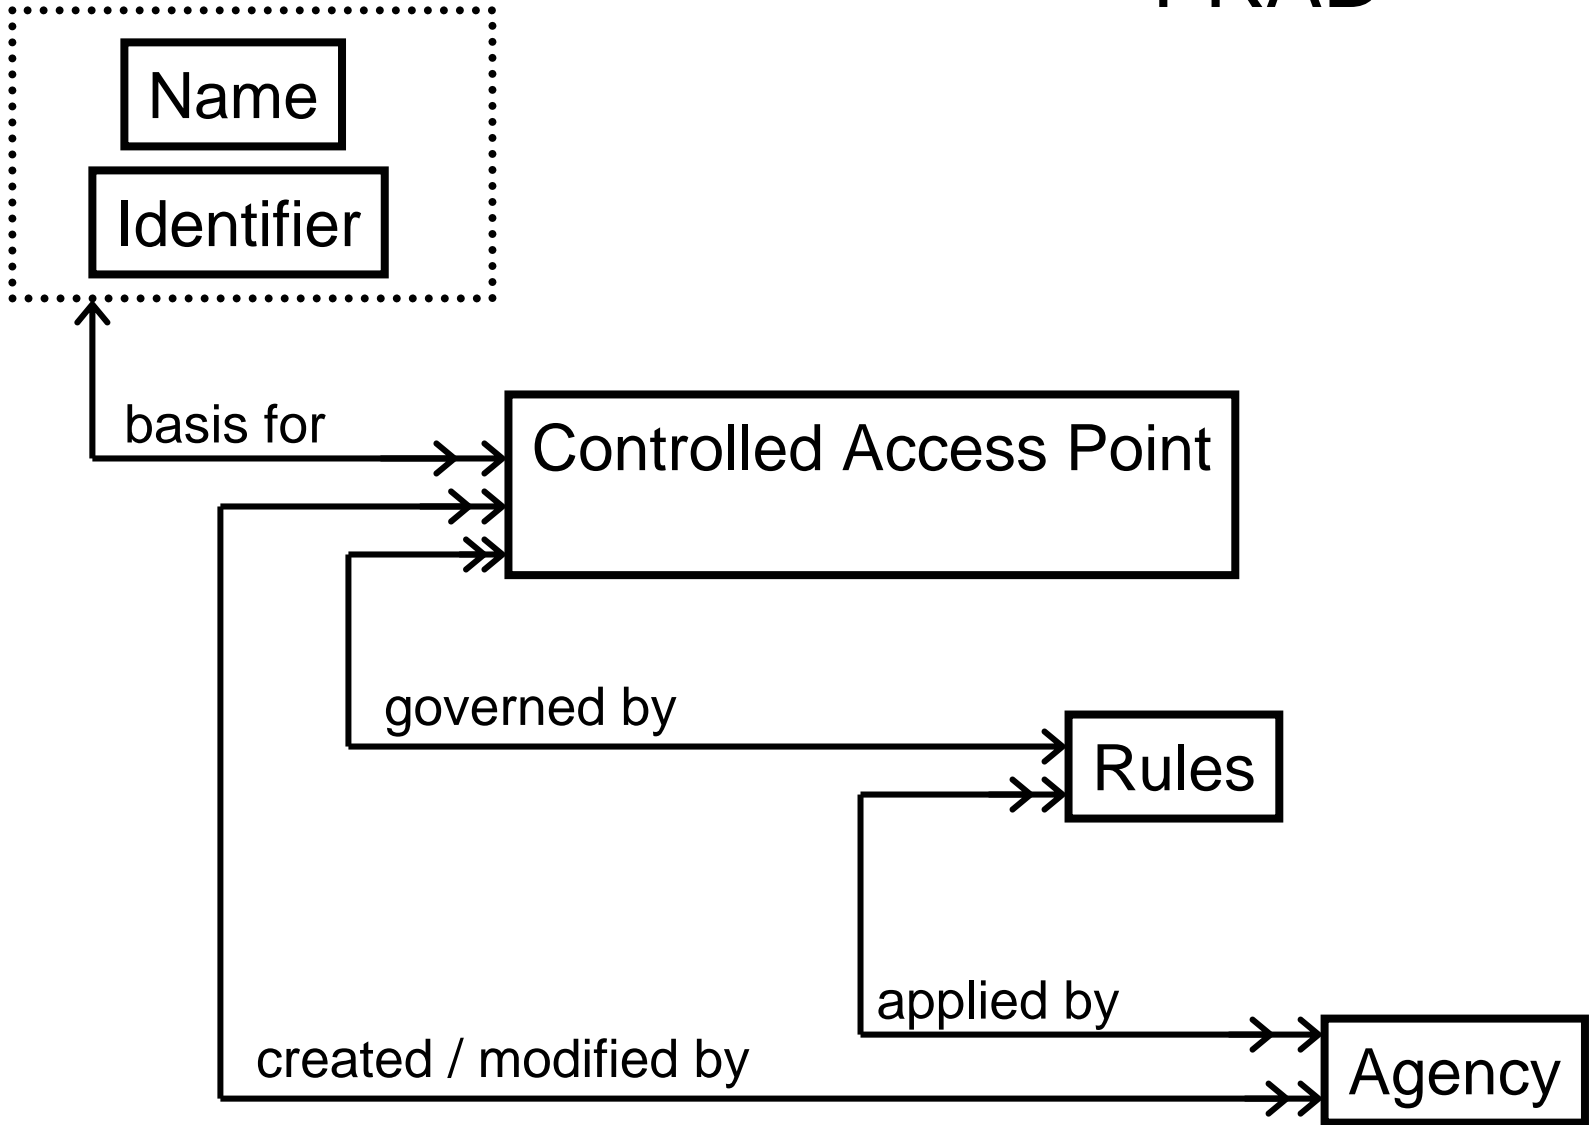 Name
Identifier
basis for
Controlled Access Point
governed by
Rules
applied by
created / modified by
Agency